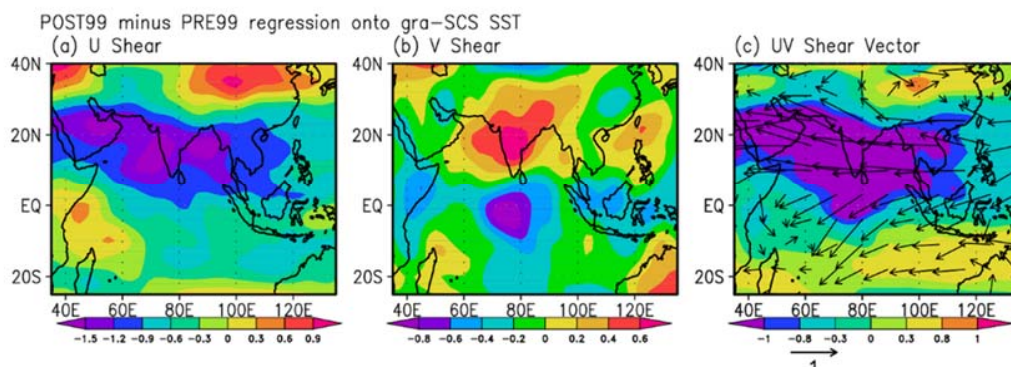 POST99 minus PRE99 regression onto gra-SCS SST
(a) U Shear
(b) V Shear
(c) UV Shear Vector
40N
20N
EQ
20S
40E 60E 80E 100E 120E
-1.5 -1.2 -0.9 -0.6 -0.3 0 0.3 0.6 0.9
40N
20N
EQ
20S
40E 60E 80E 100E 120E
-0.8 -0.6 -0.4 -0.2 0 0.2 0.4 0.6
40N
20N
EQ
20S
40E 60E 80E 100E 120E
-1 -0.8 -0.5 0 0.3 0.8 1
1